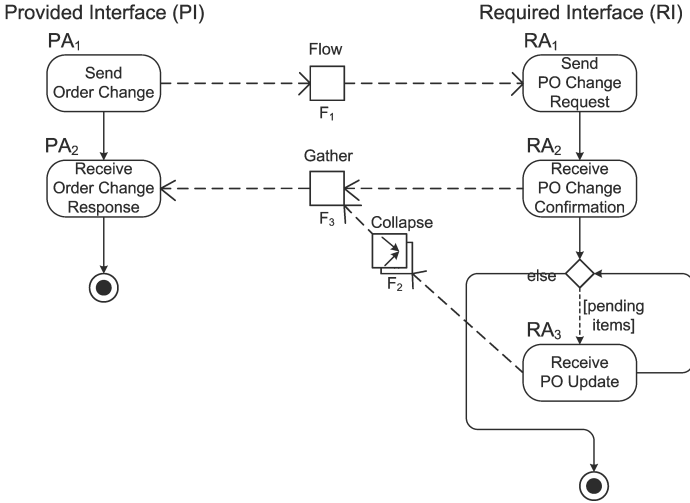 Provided Interface (PI)
Required Interface (RI)
PA1
Flow
RA1
Send
Order Change
F1
Send
PO Change
Request
PA2
Gather
RA2
Receive
Order Change
Response
F3
Receive
PO Change
Confirmation
Collapse
F2
else
[pending
items]
RA3
Receive
PO Update